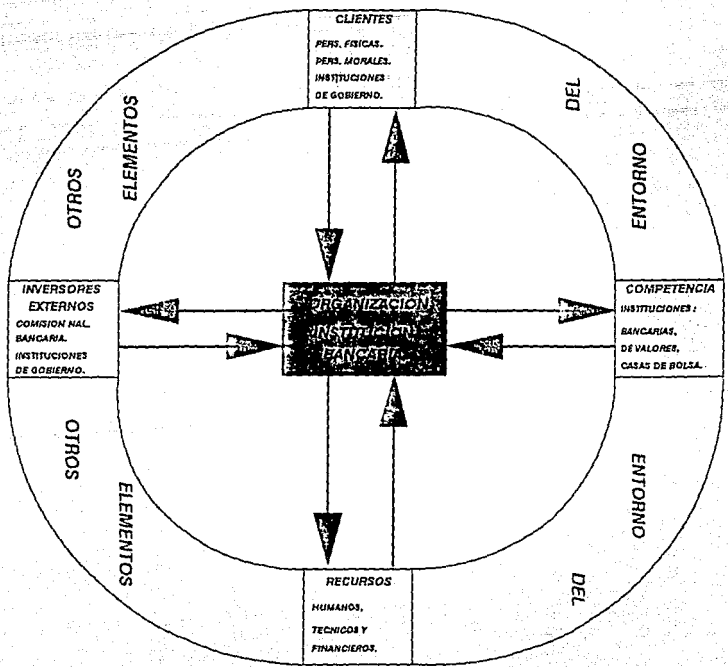 CLIENTES
PERS. FISICAS.
PERS. MORALES.
INSTITUCIONES
DE GOBIERNO.
OTROS
ELEMENTOS
DEL
ENTORNO
INVERSORES
EXTERNOS
COMISION NAL.
BANCARIA.
INSTITUCIONES
DE GOBIERNO.
ORGANIZACIÓN
INSTITUCION
BANCARIA
COMPETENCIA
INSTITUCIONES :
BANCARIAS,
DE VALORES,
CASAS DE BOLSA.
OTROS
ELEMENTOS
DEL
ENTORNO
RECURSOS
HUMANOS,
TECNICOS Y
FINANCIEROS.